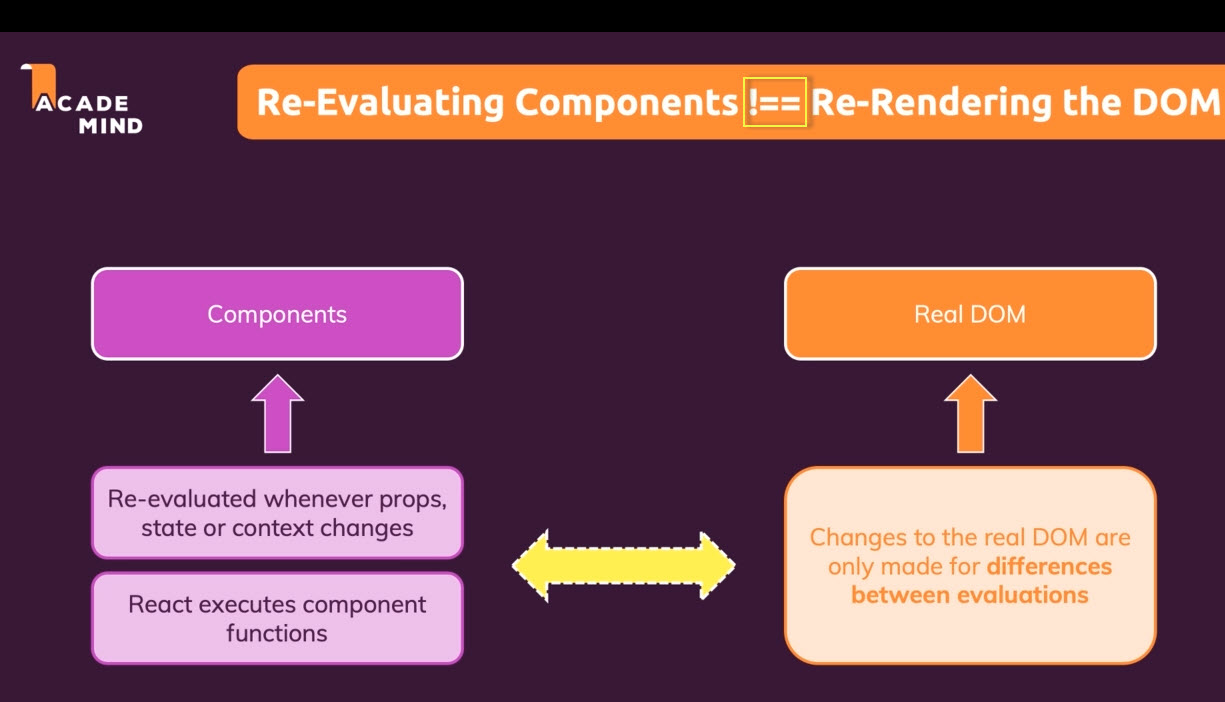 ACADE
MIND
Re-Evaluating Components !== Re-Rendering the DOM
Components
Real DOM
Re-evaluated whenever props,
state or context changes
React executes component
functions
Changes to the real DOM are
only made for differences
between evaluations